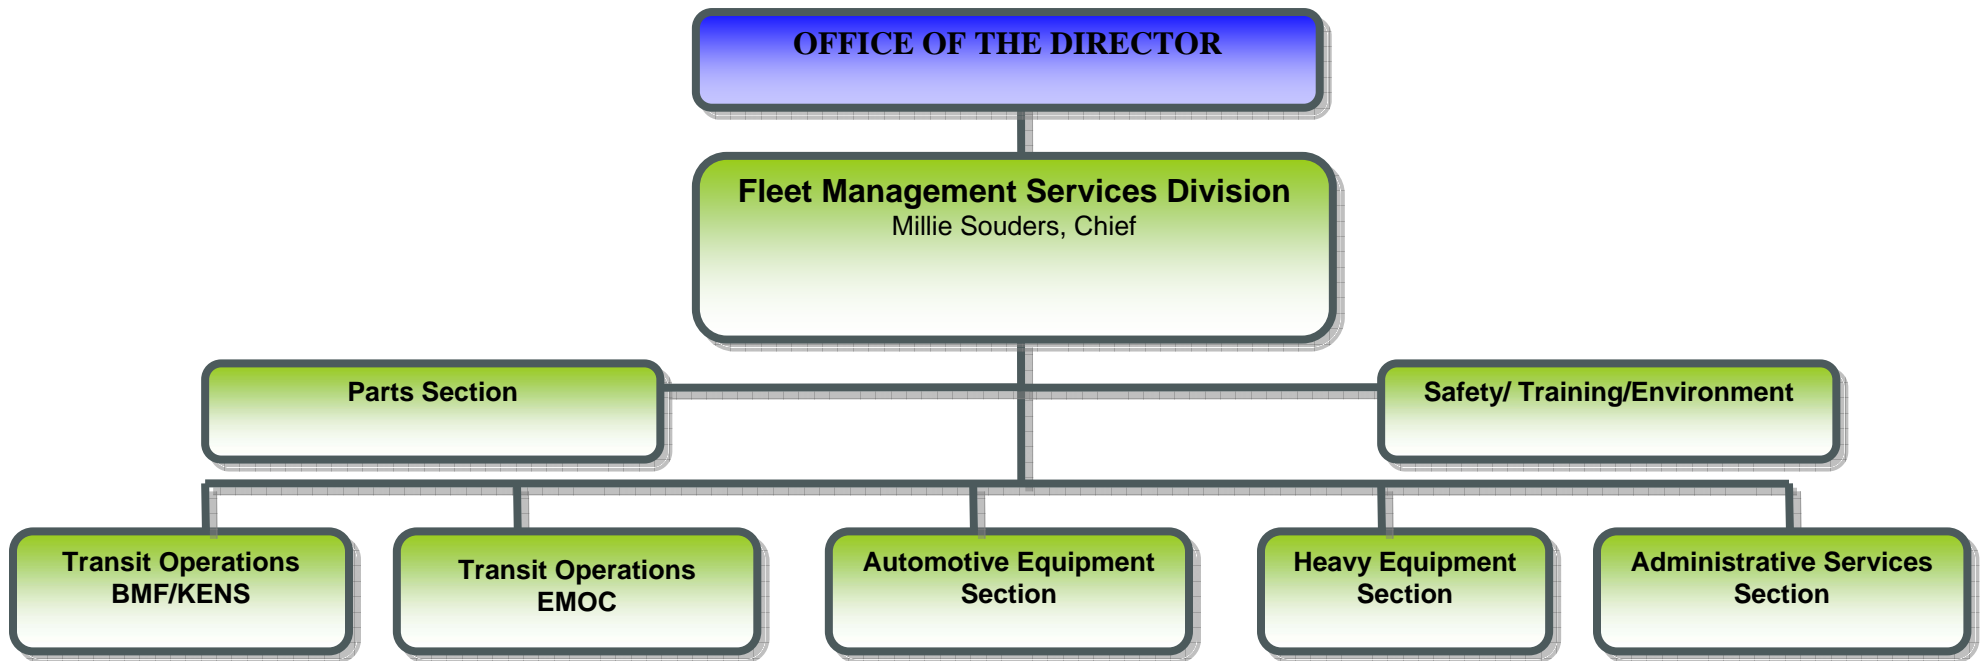 OFFICE OF THE DIRECTOR
Fleet Management Services Division
Millie Souders, Chief
Parts Section
Safety/ Training/Environment
Transit Operations
BMF/KENS
Transit Operations
EMOC
Automotive Equipment
Section
Heavy Equipment
Section
Administrative Services
Section